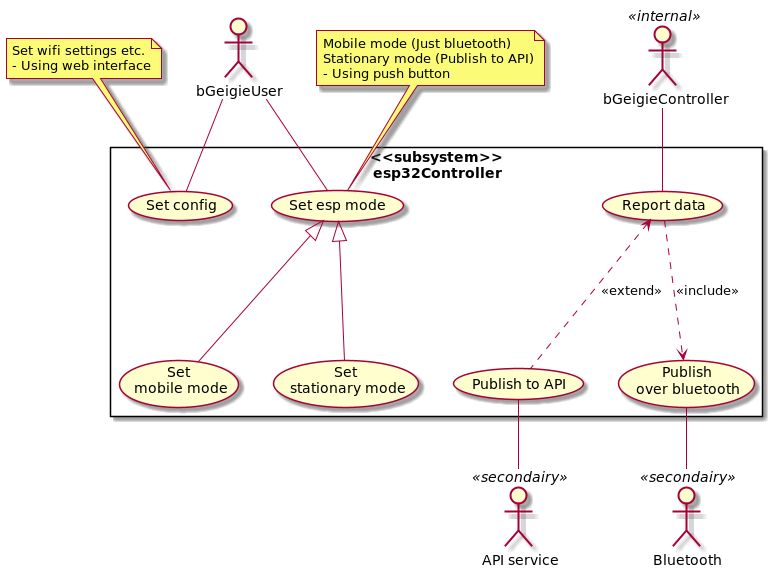 «internal»
Set wifi settings etc.
- Using web interface
Mobile mode (Just bluetooth)
Stationary mode (Publish to API)
- Using push button
bGeigieUser
bGeigieController
<<subsystem>>
esp32Controller
Set config
Set esp mode
Report data
«extend»
«include»
Set
mobile mode
Set
stationary mode
Publish to API
Publish
over bluetooth
«secondairy»
«secondairy»
API service
Bluetooth